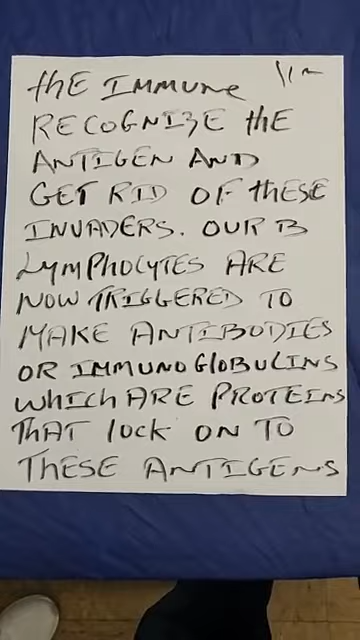 the IMMUNE
RECOGNIZE the
ANTIGEN AND
GET RID OF thESE
INVADERS. OUR B
LYMPHOCYTES ARE
NOW TRIGGERED TO
MAKE ANTIBODIES
OR IMMUNOGLOBULINS
WHICH ARE PROTEINS
THAT lock ON TO
THESE ANTIGENS